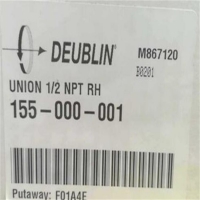 DEUBLIN® M867120
B0201
UNION 1/2 NPT RH
155-000-001
Putaway: F01A4E